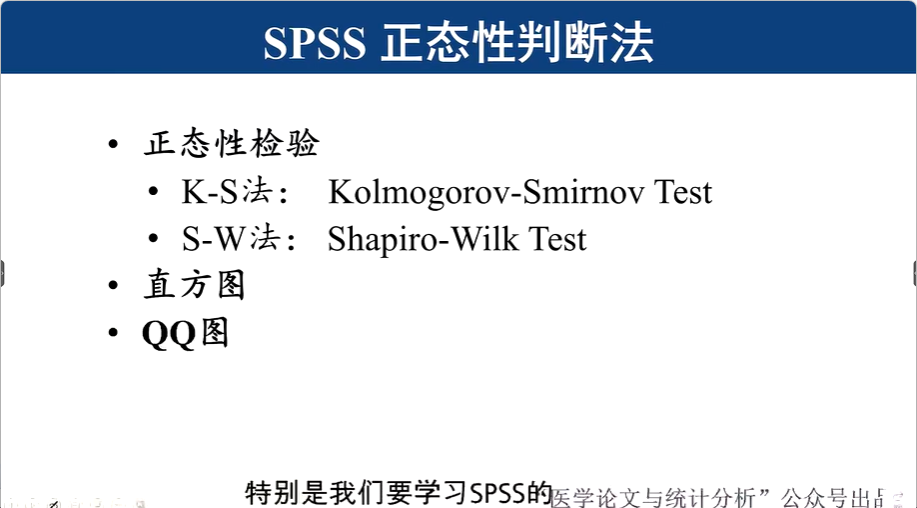 SPSS 正态性判断法
• 正态性检验
• K-S法： Kolmogorov-Smirnov Test
• S-W法： Shapiro-Wilk Test
• 直方图
• QQ图
特别是我们要学习SPSS的
医学论文与统计分析”公众号出品